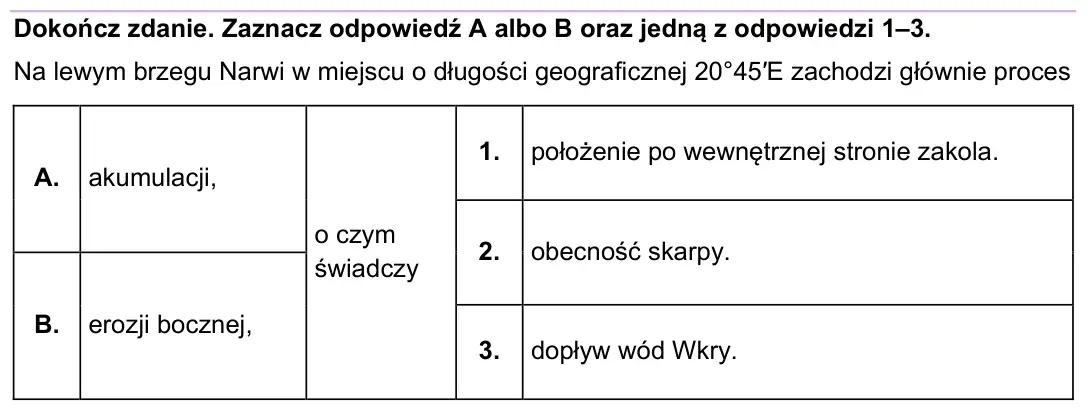 Dokończ zdanie. Zaznacz odpowiedź A albo B oraz jedną z odpowiedzi 1–3.
Na lewym brzegu Narwi w miejscu o długości geograficznej 20°45′E zachodzi głównie proces
A.
akumulacji,
B.
erozji bocznej,
o czym
świadczy
1.
położenie po wewnętrznej stronie zakola.
2.
obecność skarpy.
3.
dopływ wód Wkry.